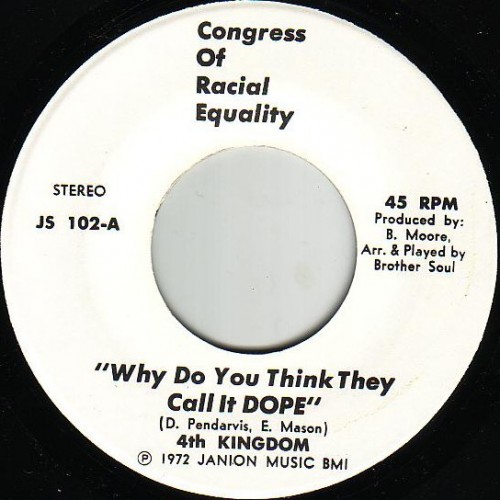 Congress
Of
Racial
Equality
STEREO
JS 102-A
45 RPM
Produced by:
B. Moore,
Arr. & Played by
Brother Soul
"Why Do You Think They
Call It DOPE"
(D. Pendarvis, E. Mason)
4th KINGDOM
℗ 1972 JANION MUSIC BMI